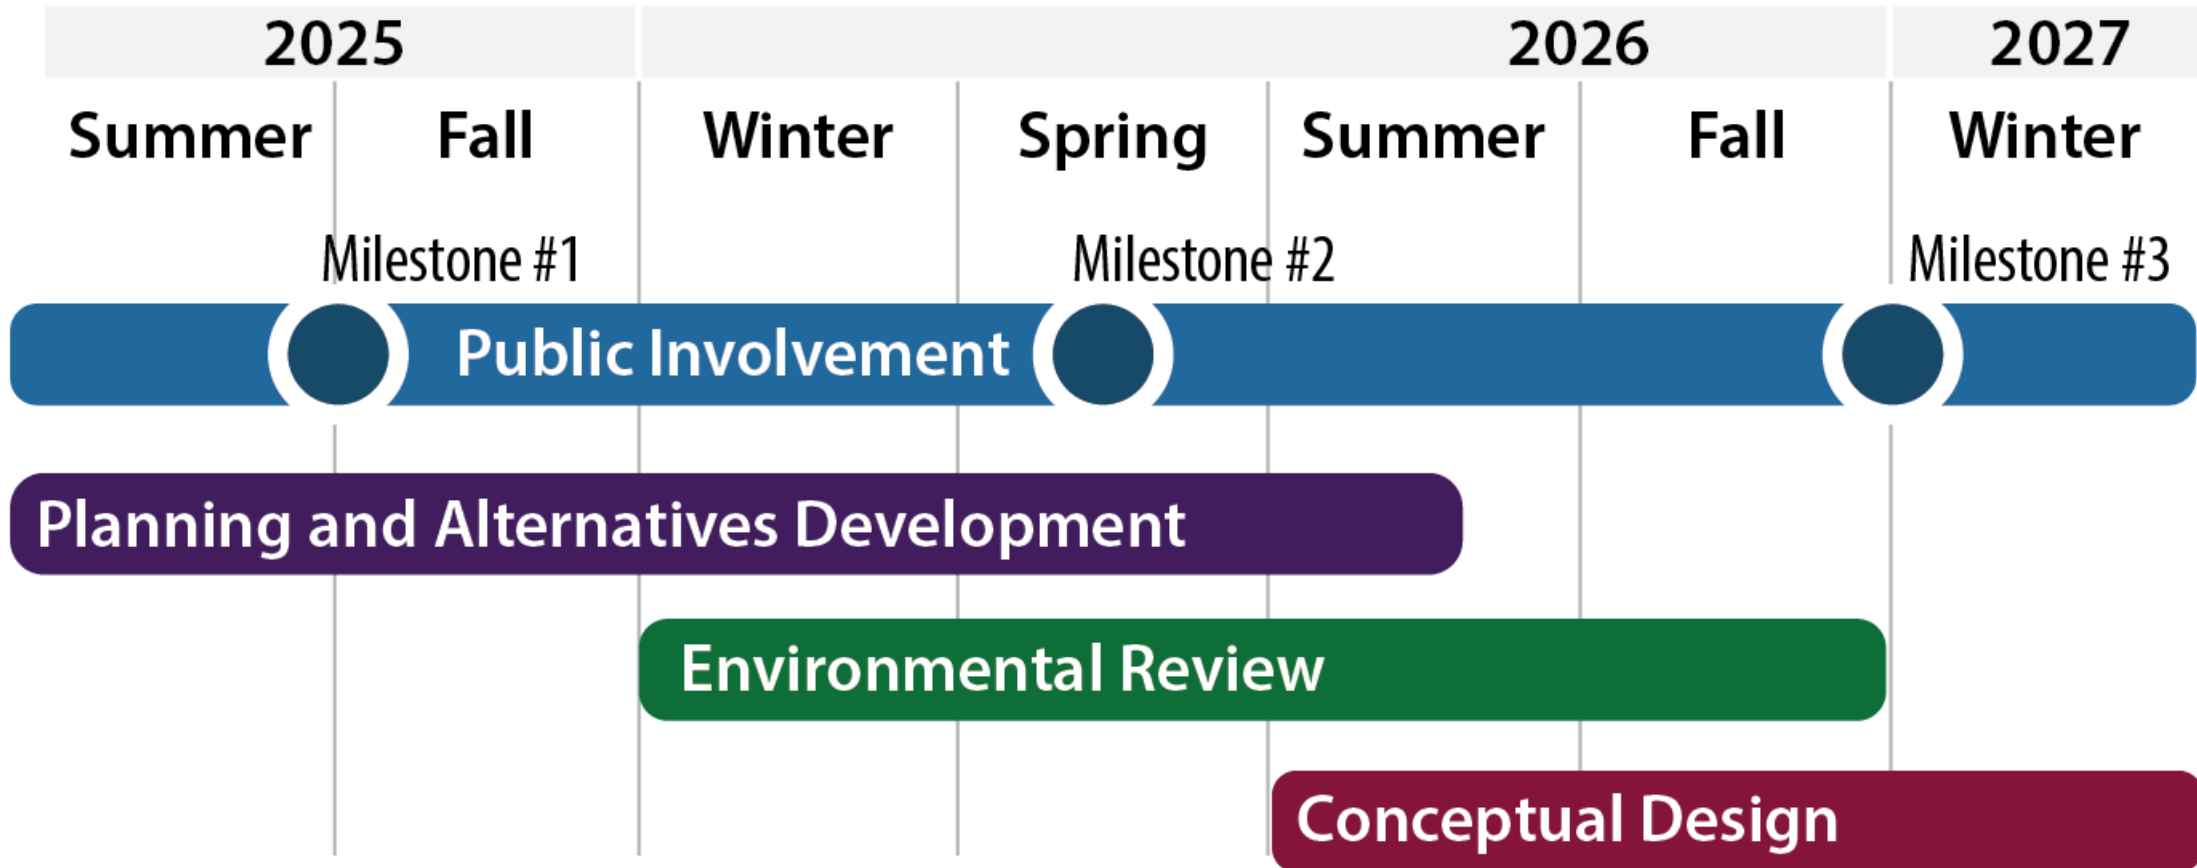 2025 2026 2027
Summer Fall Winter Spring Summer Fall Winter
Milestone #1 Milestone #2 Milestone #3
Public Involvement
Planning and Alternatives Development
Environmental Review
Conceptual Design